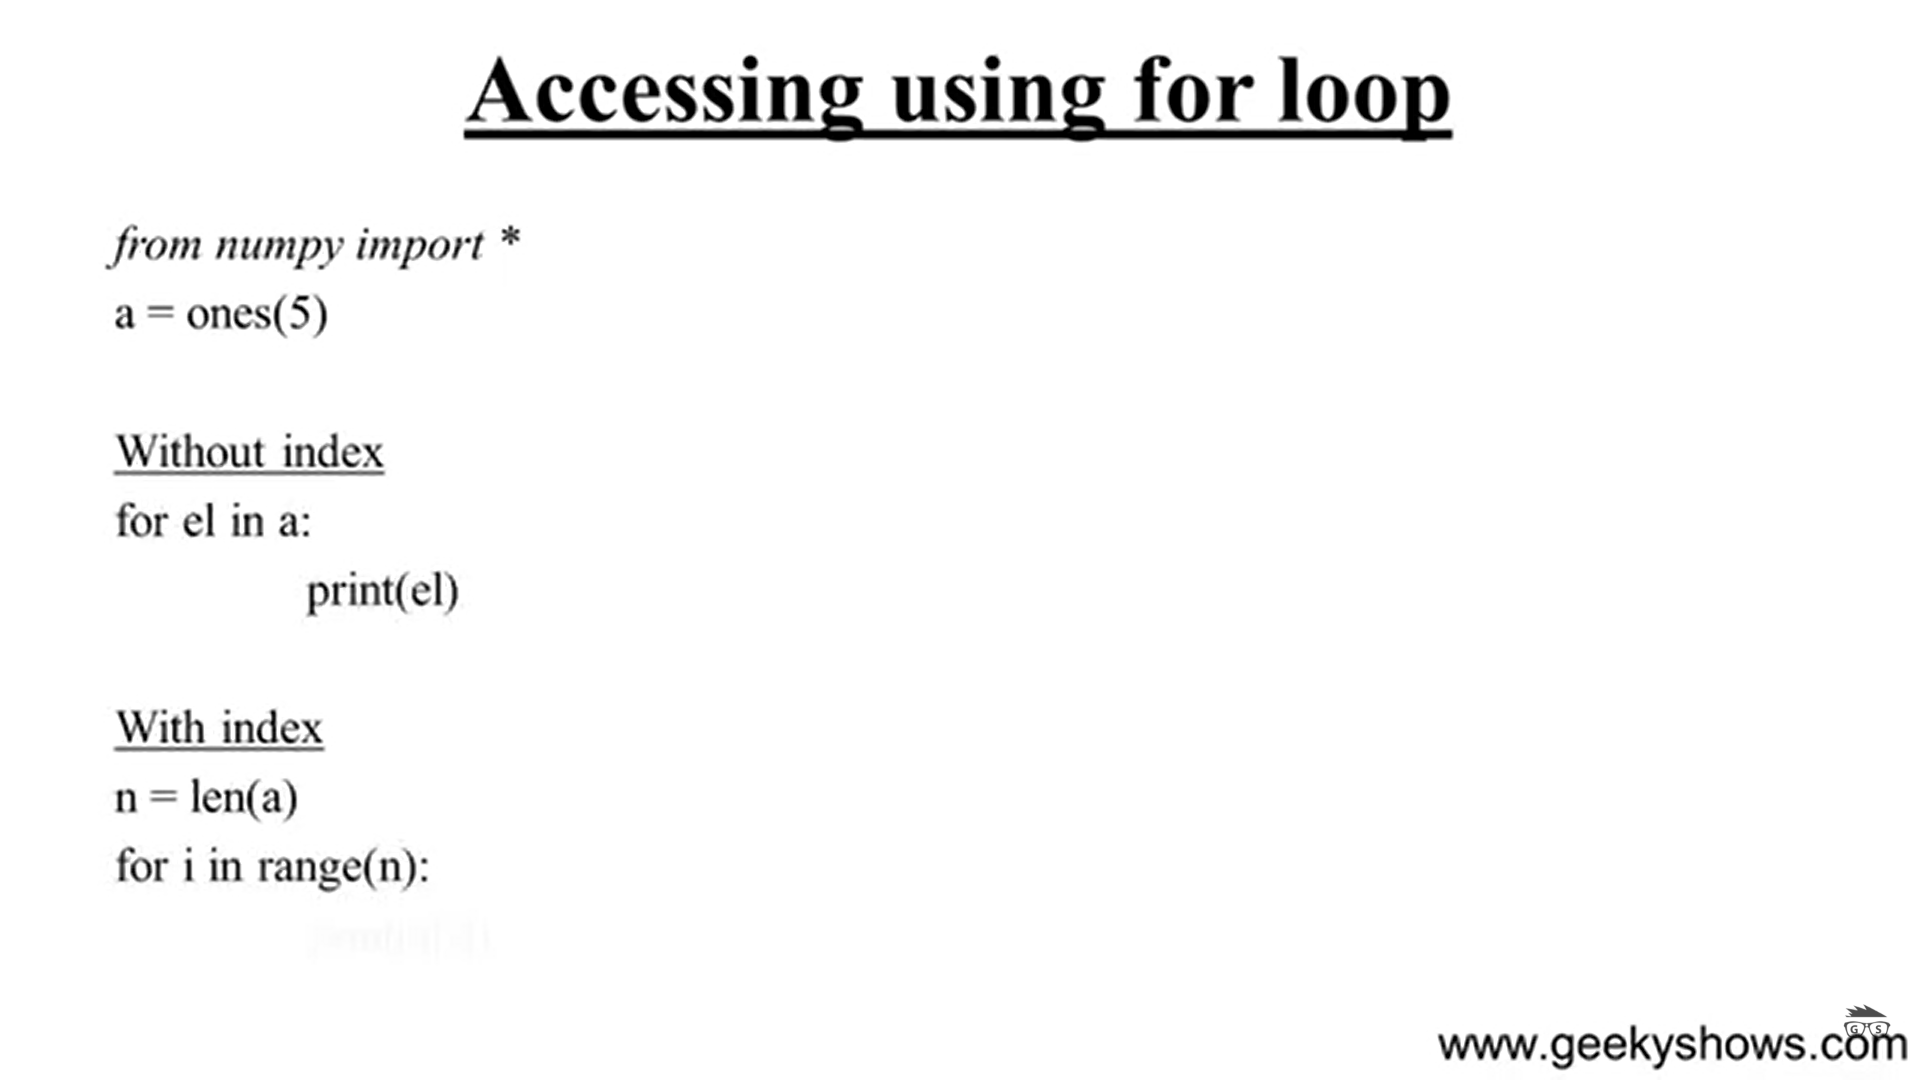 Accessing using for loop
from numpy import *
a = ones(5)
Without index
for el in a:
print(el)
With index
n = len(a)
for i in range(n):
www.geekyshows.com
G S